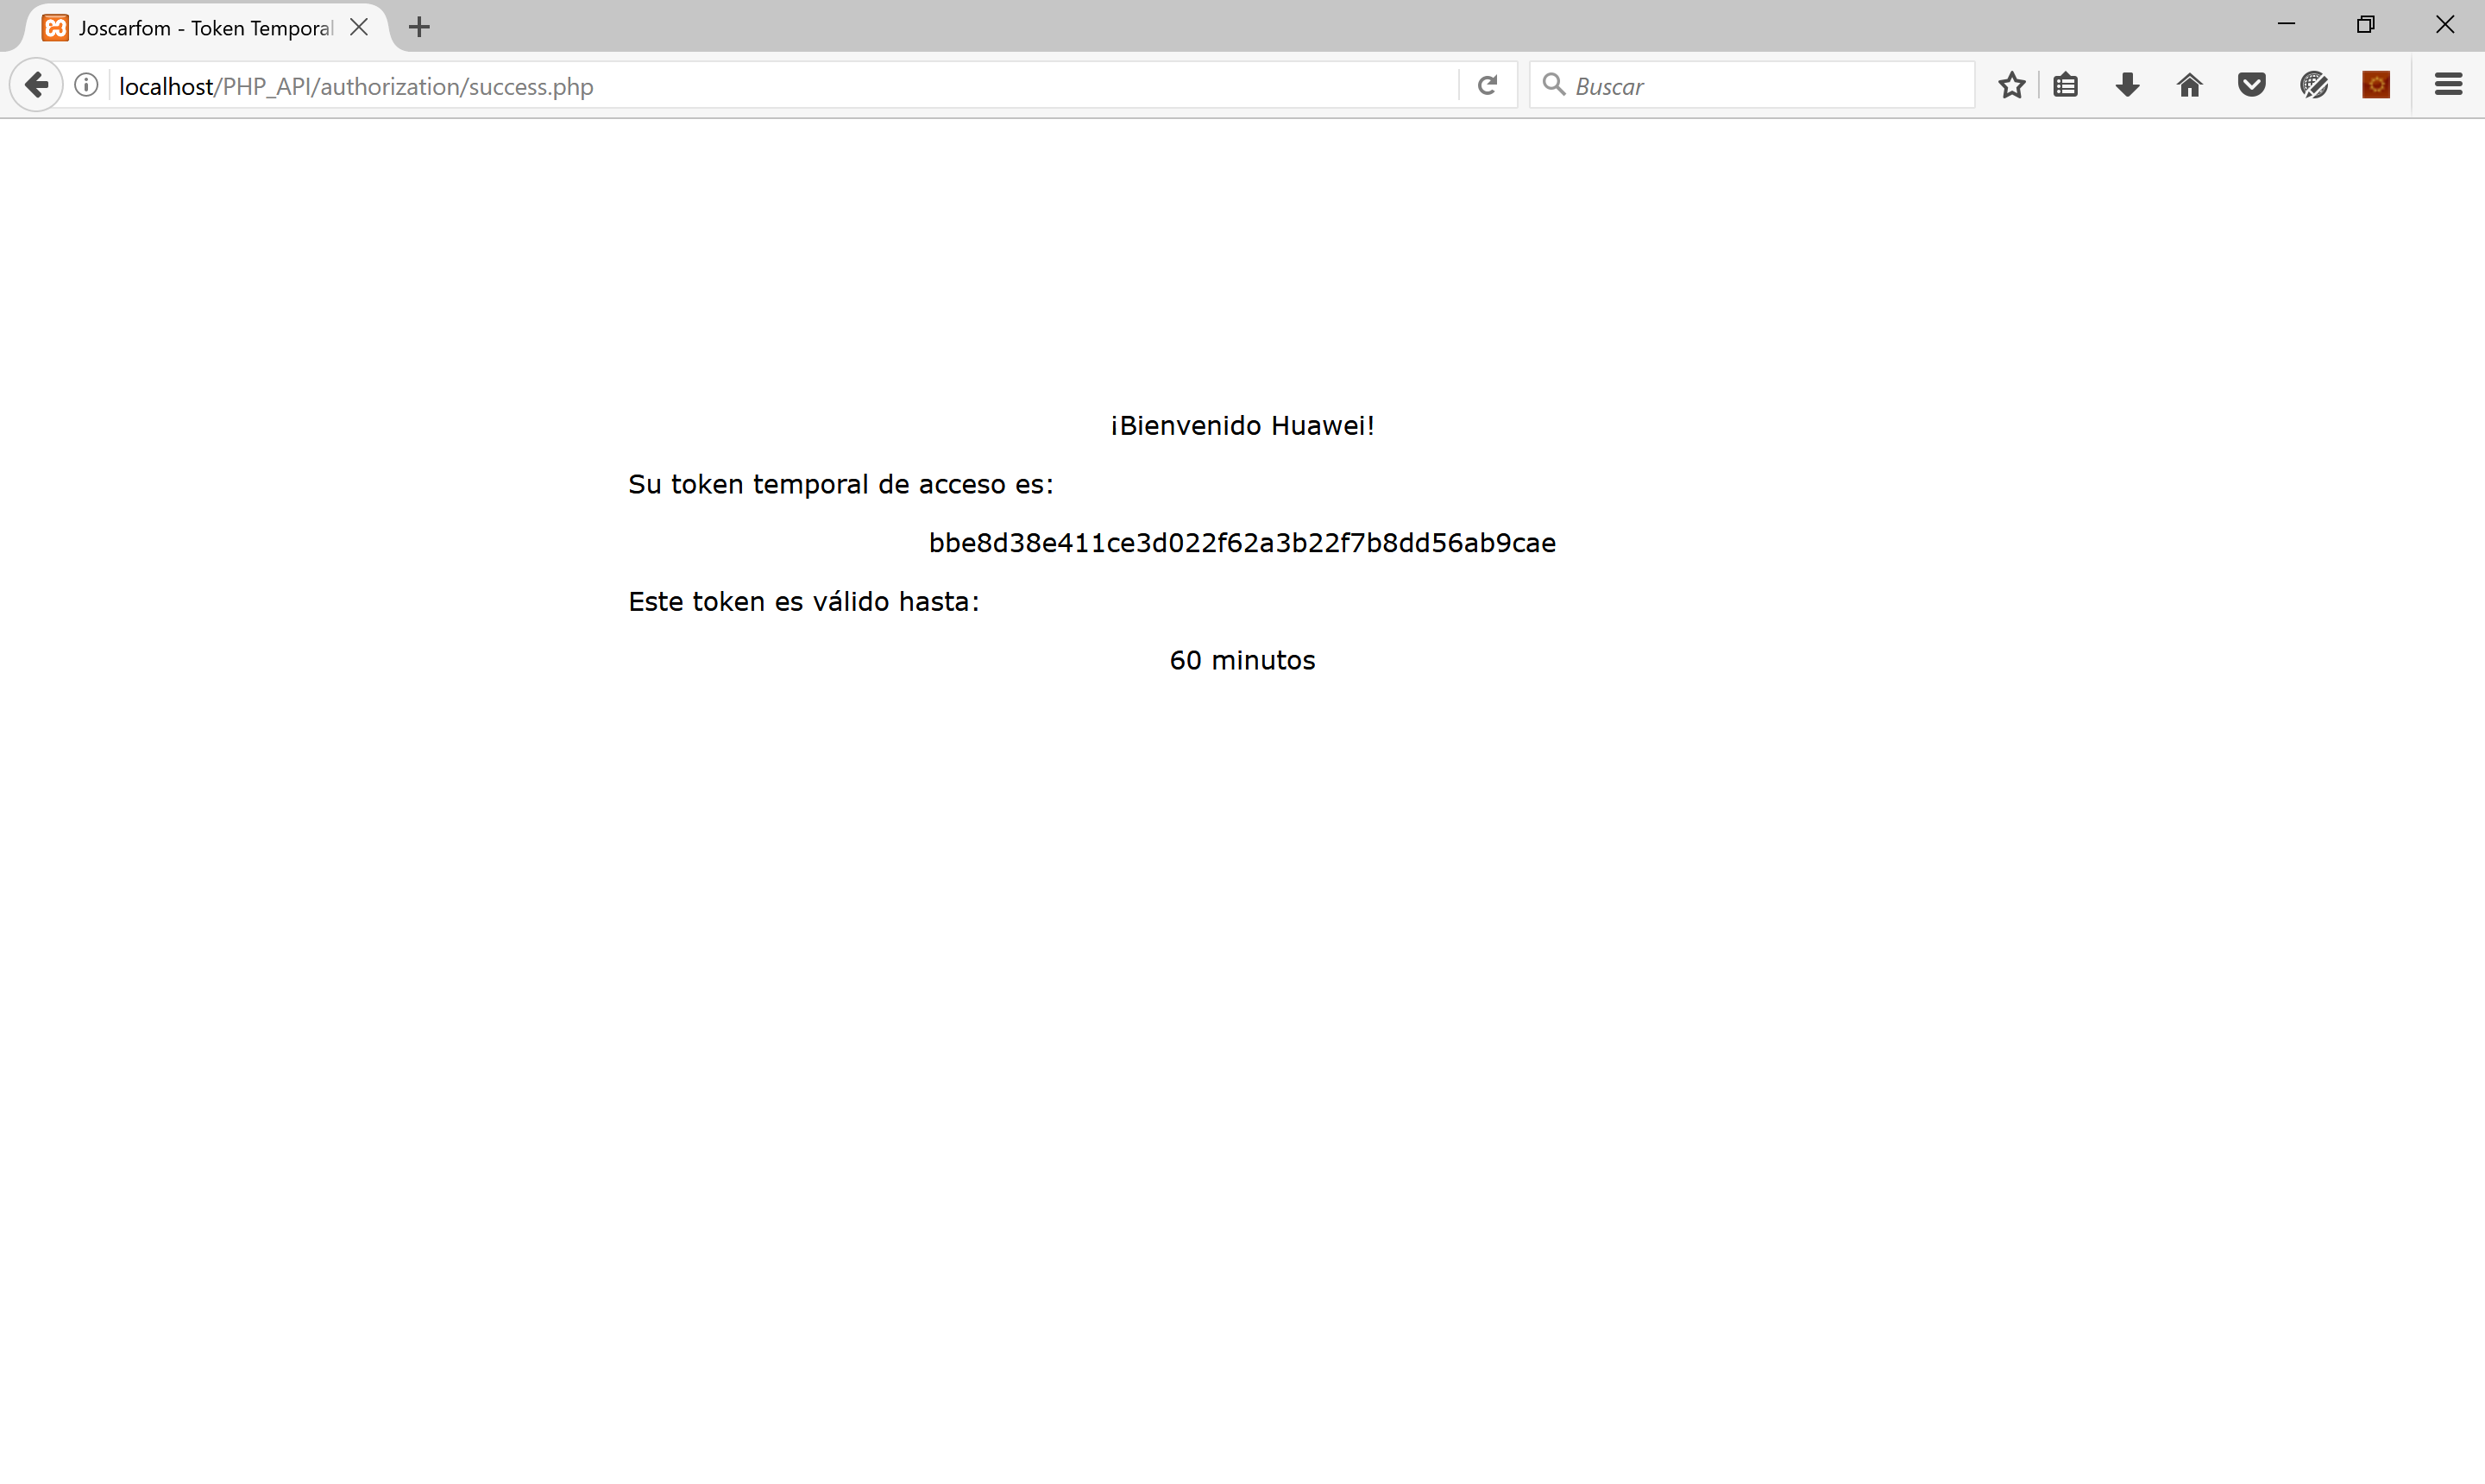 Joscarfom - Token Temporal
localhost/PHP_API/authorization/success.php
Buscar
¡Bienvenido Huawei!
Su token temporal de acceso es:
bbe8d38e411ce3d022f62a3b22f7b8dd56ab9cae
Este token es válido hasta:
60 minutos